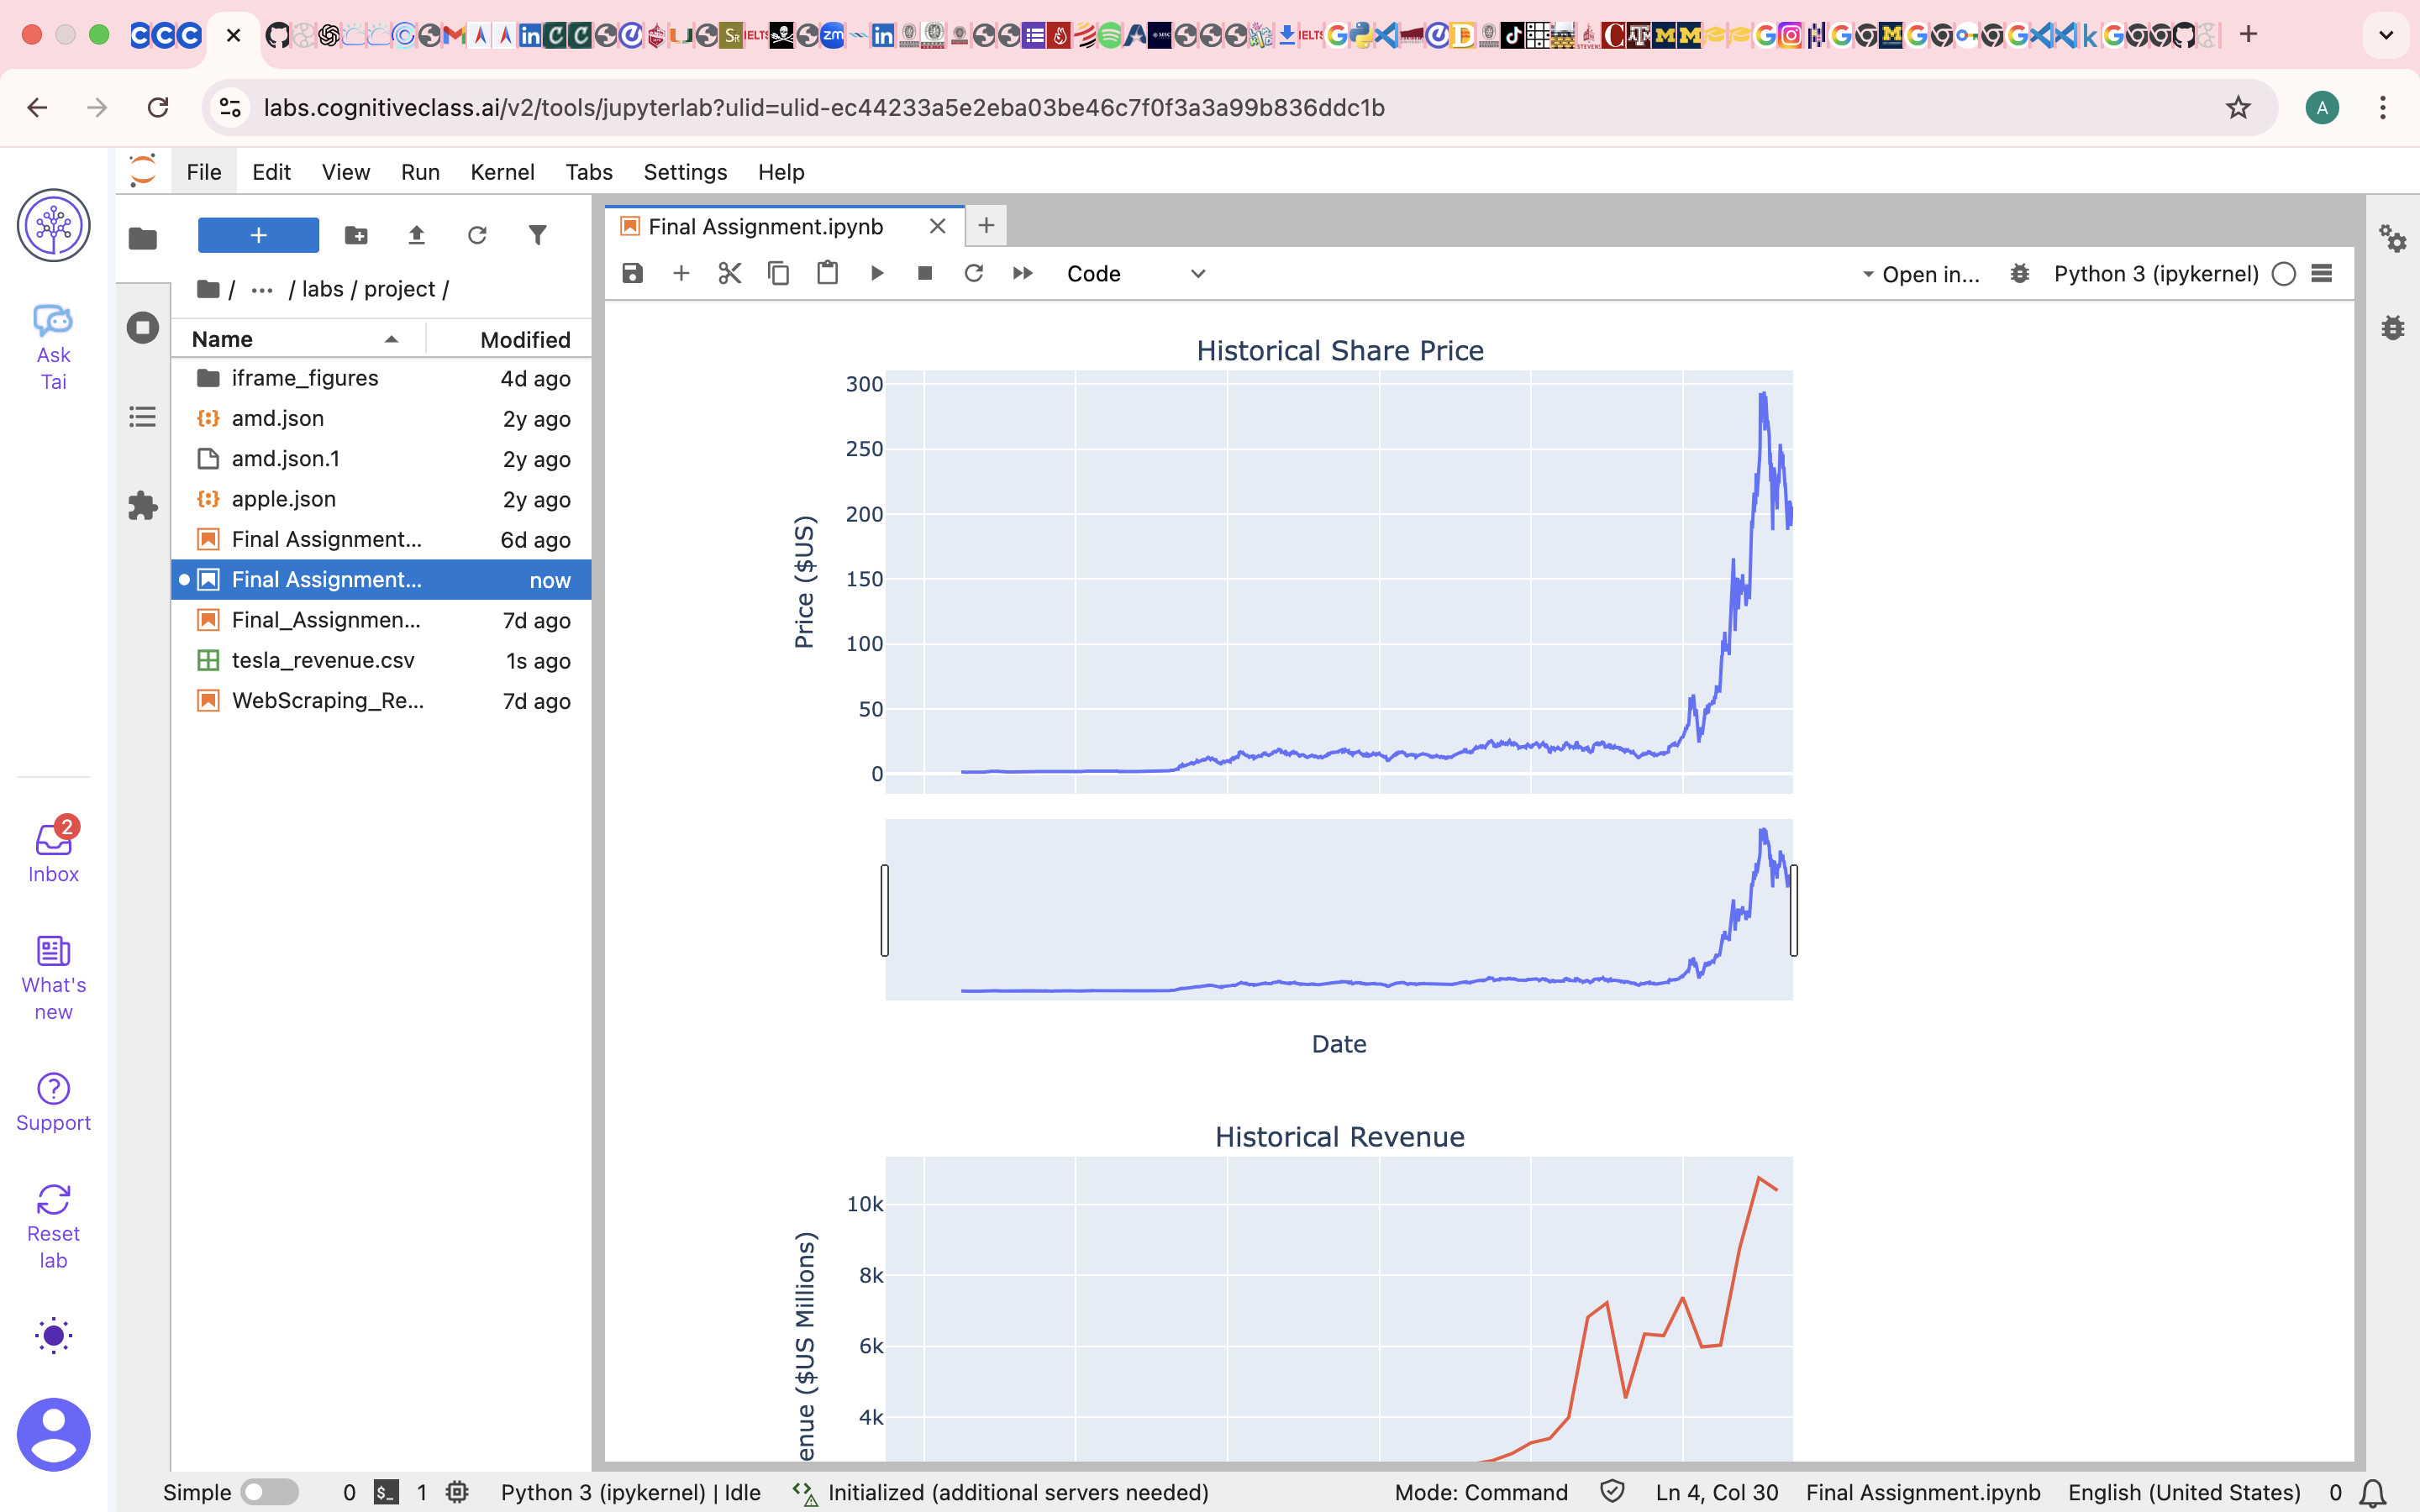 labs.cognitiveclass.ai/v2/tools/jupyterlab?ulid=ulid-ec44233a5e2eba03be46c7f0f3a3a99b836ddc1b
A
File Edit View Run Kernel Tabs Settings Help
Ask
Tai
2
Inbox
What's
new
Support
Reset
lab
+
/ ... / labs / project /
Name Modified
iframe_figures 4d ago
amd.json 2y ago
amd.json.1 2y ago
apple.json 2y ago
Final Assignment... 6d ago
Final Assignment... now
Final_Assignmen... 7d ago
tesla_revenue.csv 1s ago
WebScraping_Re... 7d ago
Final Assignment.ipynb
Code
Open in...
Python 3 (ipykernel)
Historical Share Price
300
250
200
150
100
50
0
Price ($US)
Date
Historical Revenue
10k
8k
6k
4k
enue ($US Millions)
Simple 0 $_ 1 Python 3 (ipykernel) | Idle Initialized (additional servers needed) Mode: Command Ln 4, Col 30 Final Assignment.ipynb English (United States) 0